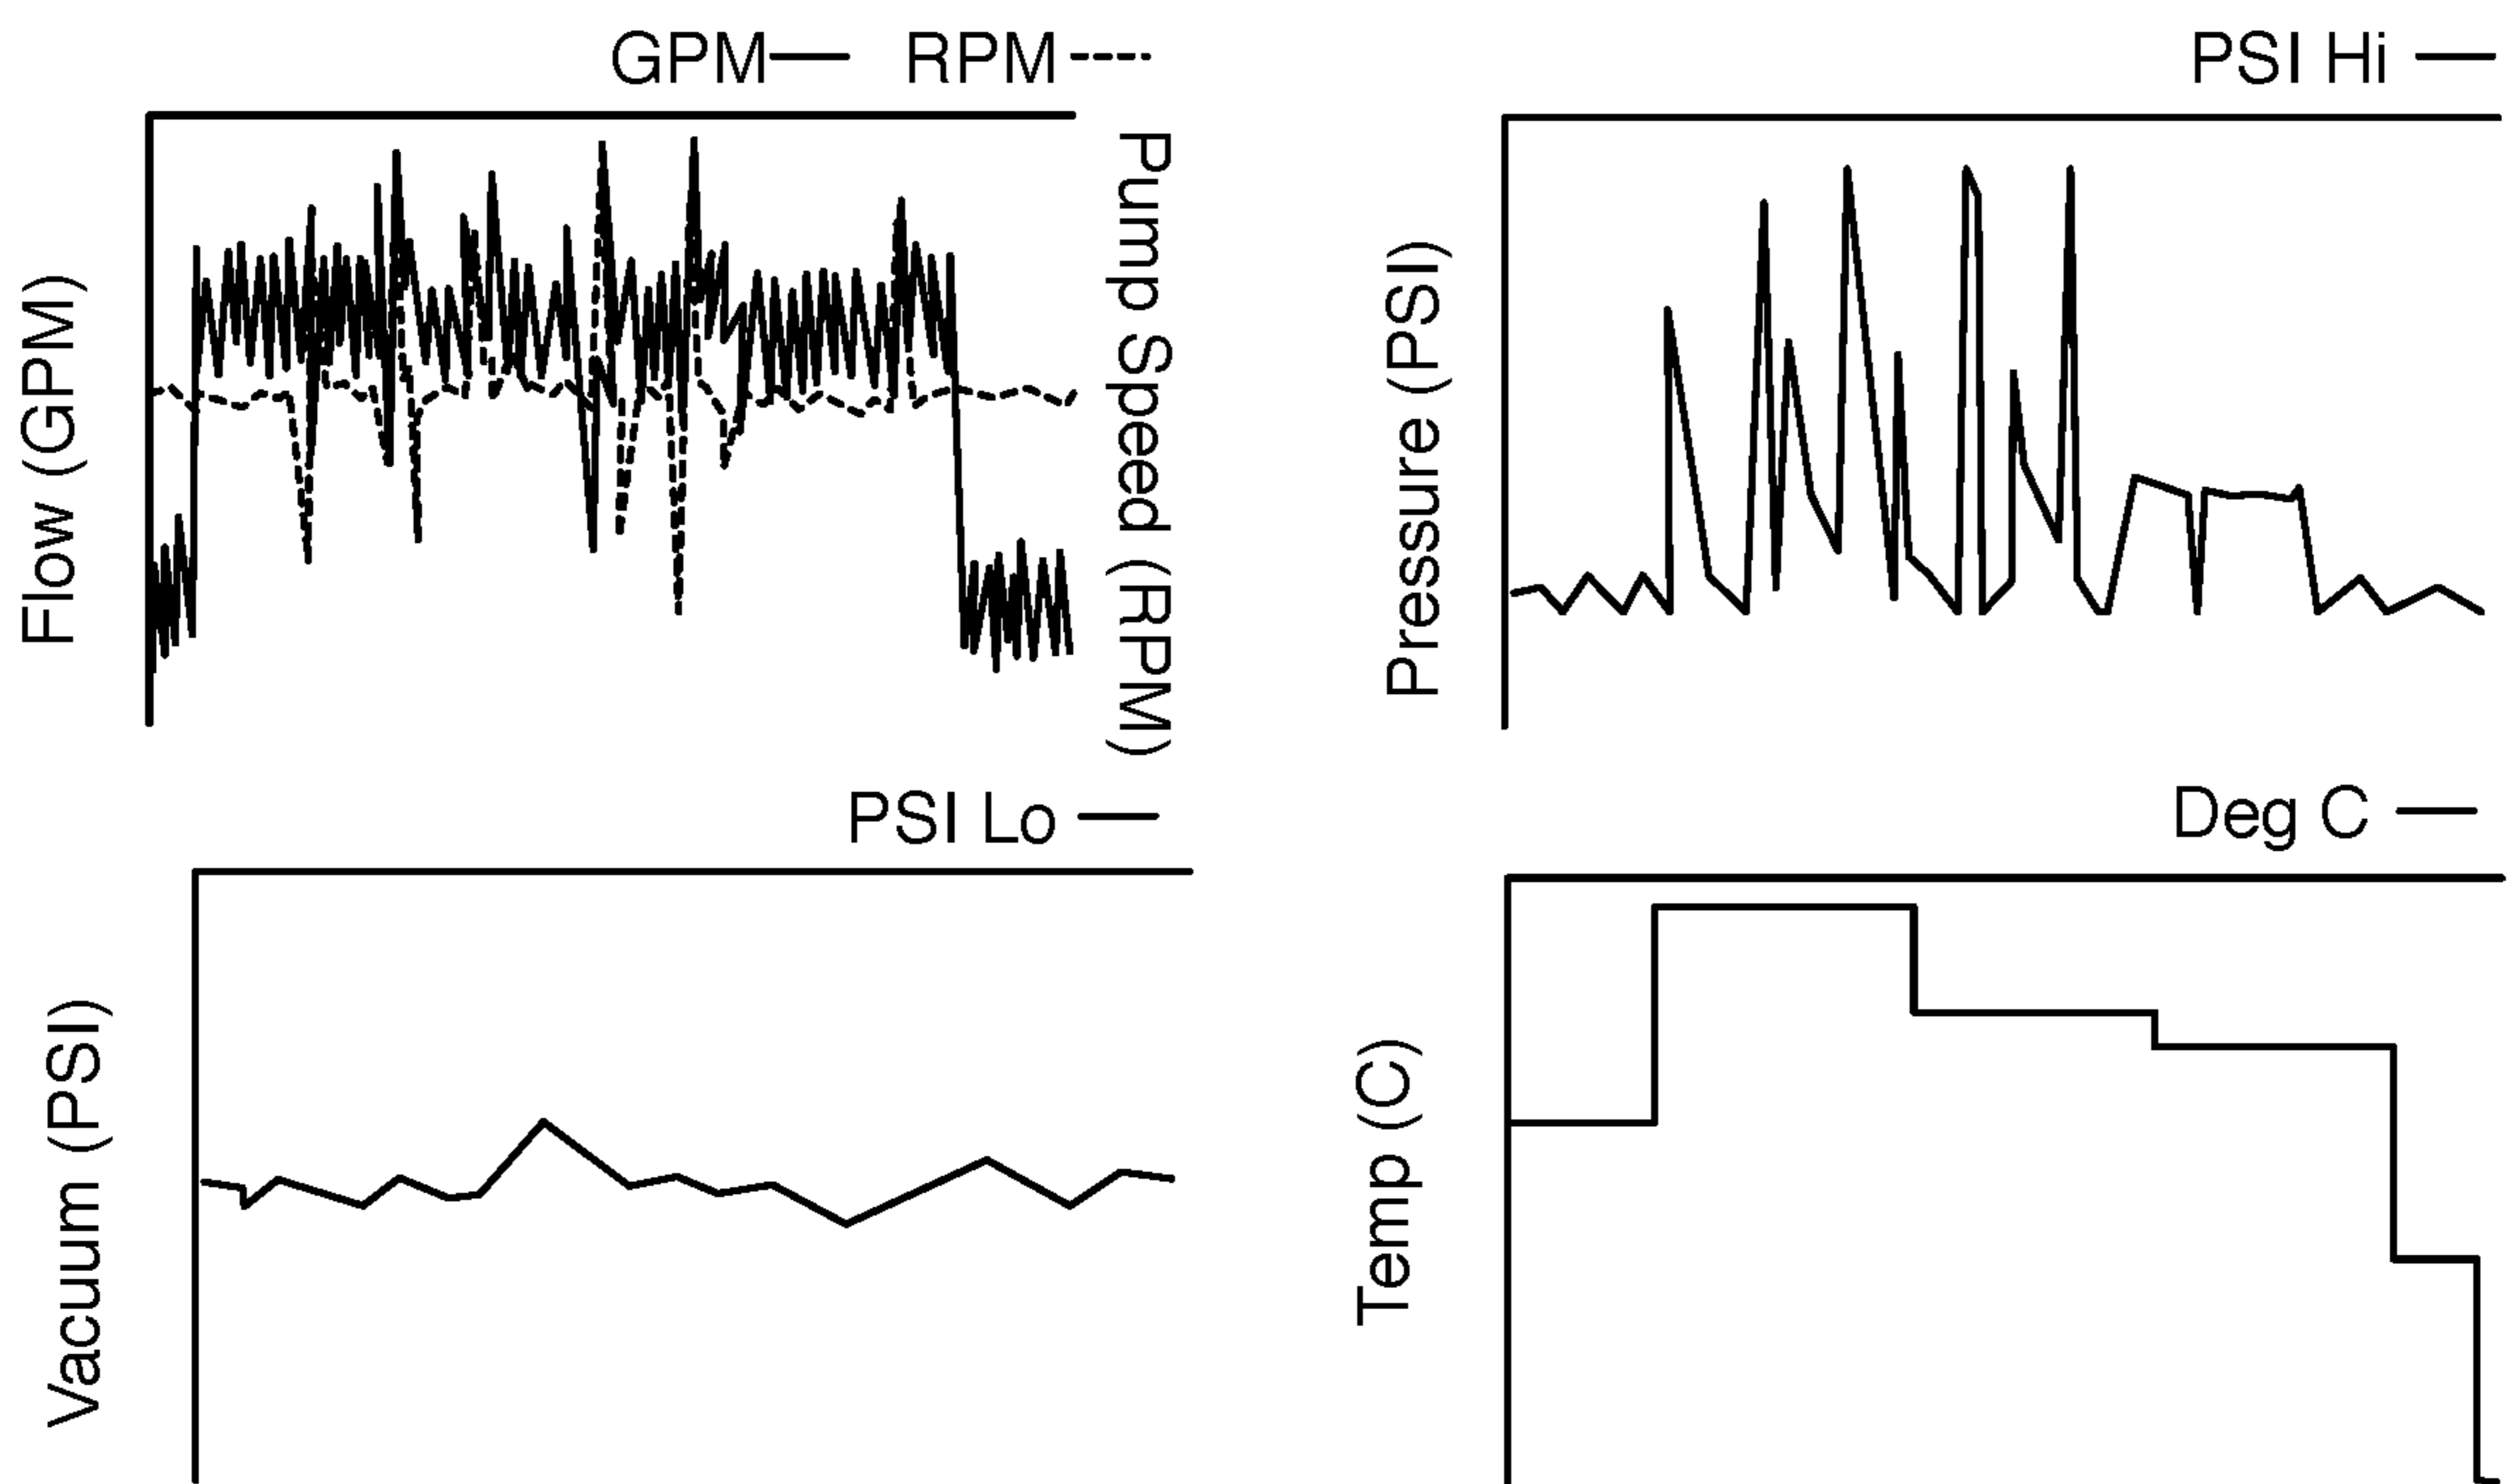 GPM RPM
Flow (GPM)
Pump Speed (RPM)
PSI Hi
Pressure (PSI)
PSI Lo
Vacuum (PSI)
Deg C
Temp (C)